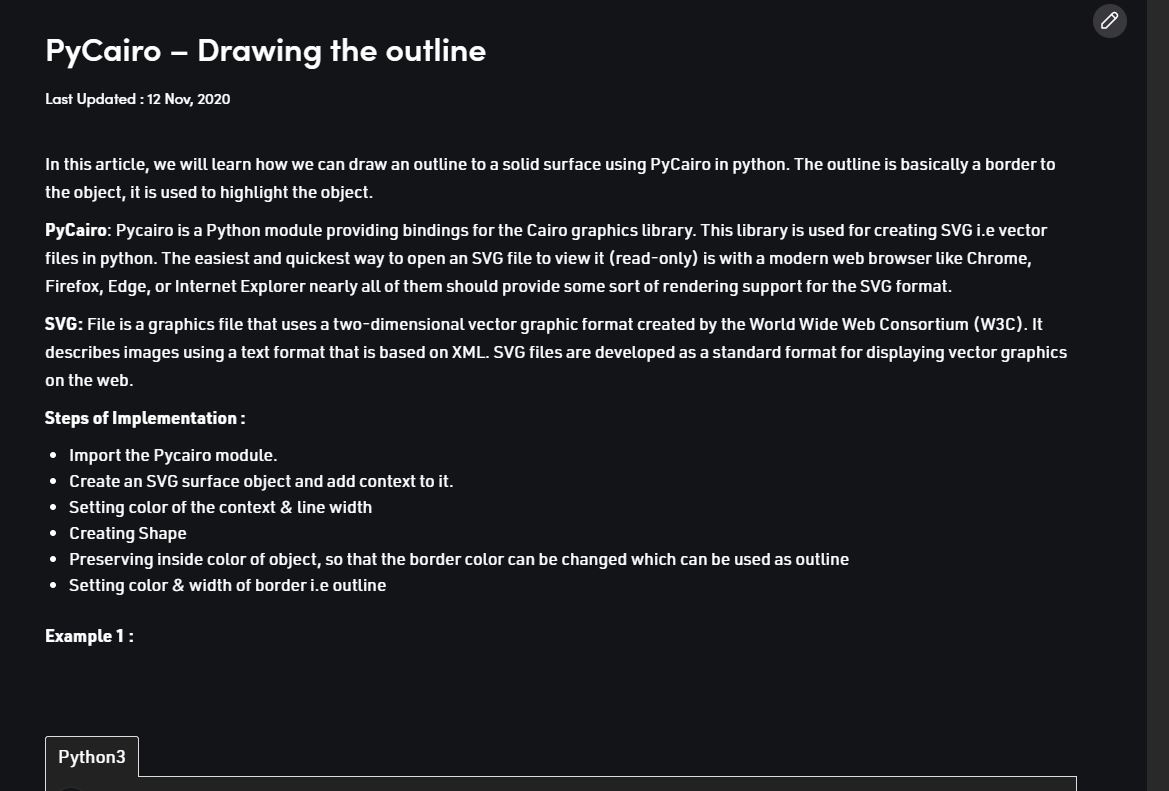 PyCairo – Drawing the outline
Last Updated : 12 Nov, 2020
In this article, we will learn how we can draw an outline to a solid surface using PyCairo in python. The outline is basically a border to
the object, it is used to highlight the object.
PyCairo: Pycairo is a Python module providing bindings for the Cairo graphics library. This library is used for creating SVG i.e vector
files in python. The easiest and quickest way to open an SVG file to view it (read-only) is with a modern web browser like Chrome,
Firefox, Edge, or Internet Explorer nearly all of them should provide some sort of rendering support for the SVG format.
SVG: File is a graphics file that uses a two-dimensional vector graphic format created by the World Wide Web Consortium (W3C). It
describes images using a text format that is based on XML. SVG files are developed as a standard format for displaying vector graphics
on the web.
Steps of Implementation :
• Import the Pycairo module.
• Create an SVG surface object and add context to it.
• Setting color of the context & line width
• Creating Shape
• Preserving inside color of object, so that the border color can be changed which can be used as outline
• Setting color & width of border i.e outline
Example 1 :
Python3